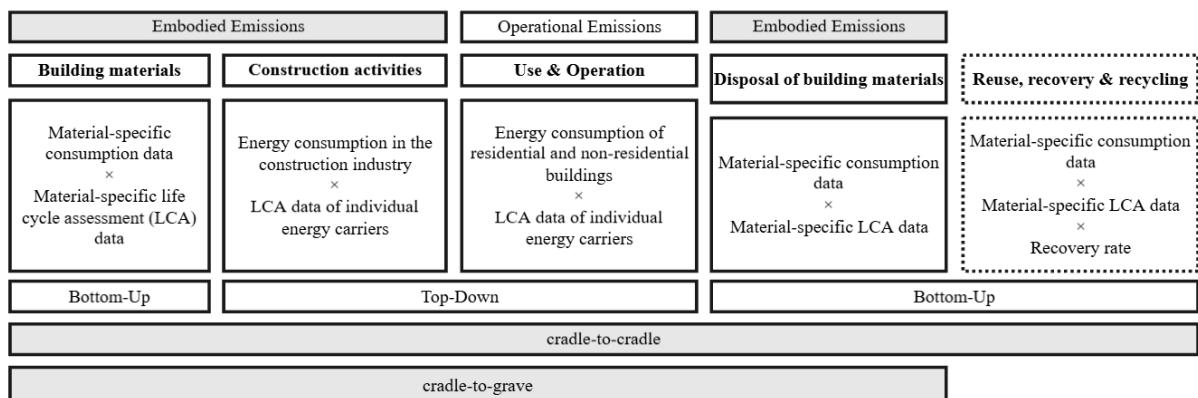 Embodied Emissions
Operational Emissions
Embodied Emissions
Building materials
Construction activities
Use & Operation
Disposal of building materials
Reuse, recovery & recycling
Material-specific
consumption data
×
Material-specific life
cycle assessment (LCA)
data
Energy consumption in the
construction industry
×
LCA data of individual
energy carriers
Energy consumption of
residential and non-residential
buildings
×
LCA data of individual
energy carriers
Material-specific consumption
data
×
Material-specific LCA data
Material-specific consumption
data
×
Material-specific LCA data
×
Recovery rate
Bottom-Up
Top-Down
Bottom-Up
cradle-to-cradle
cradle-to-grave